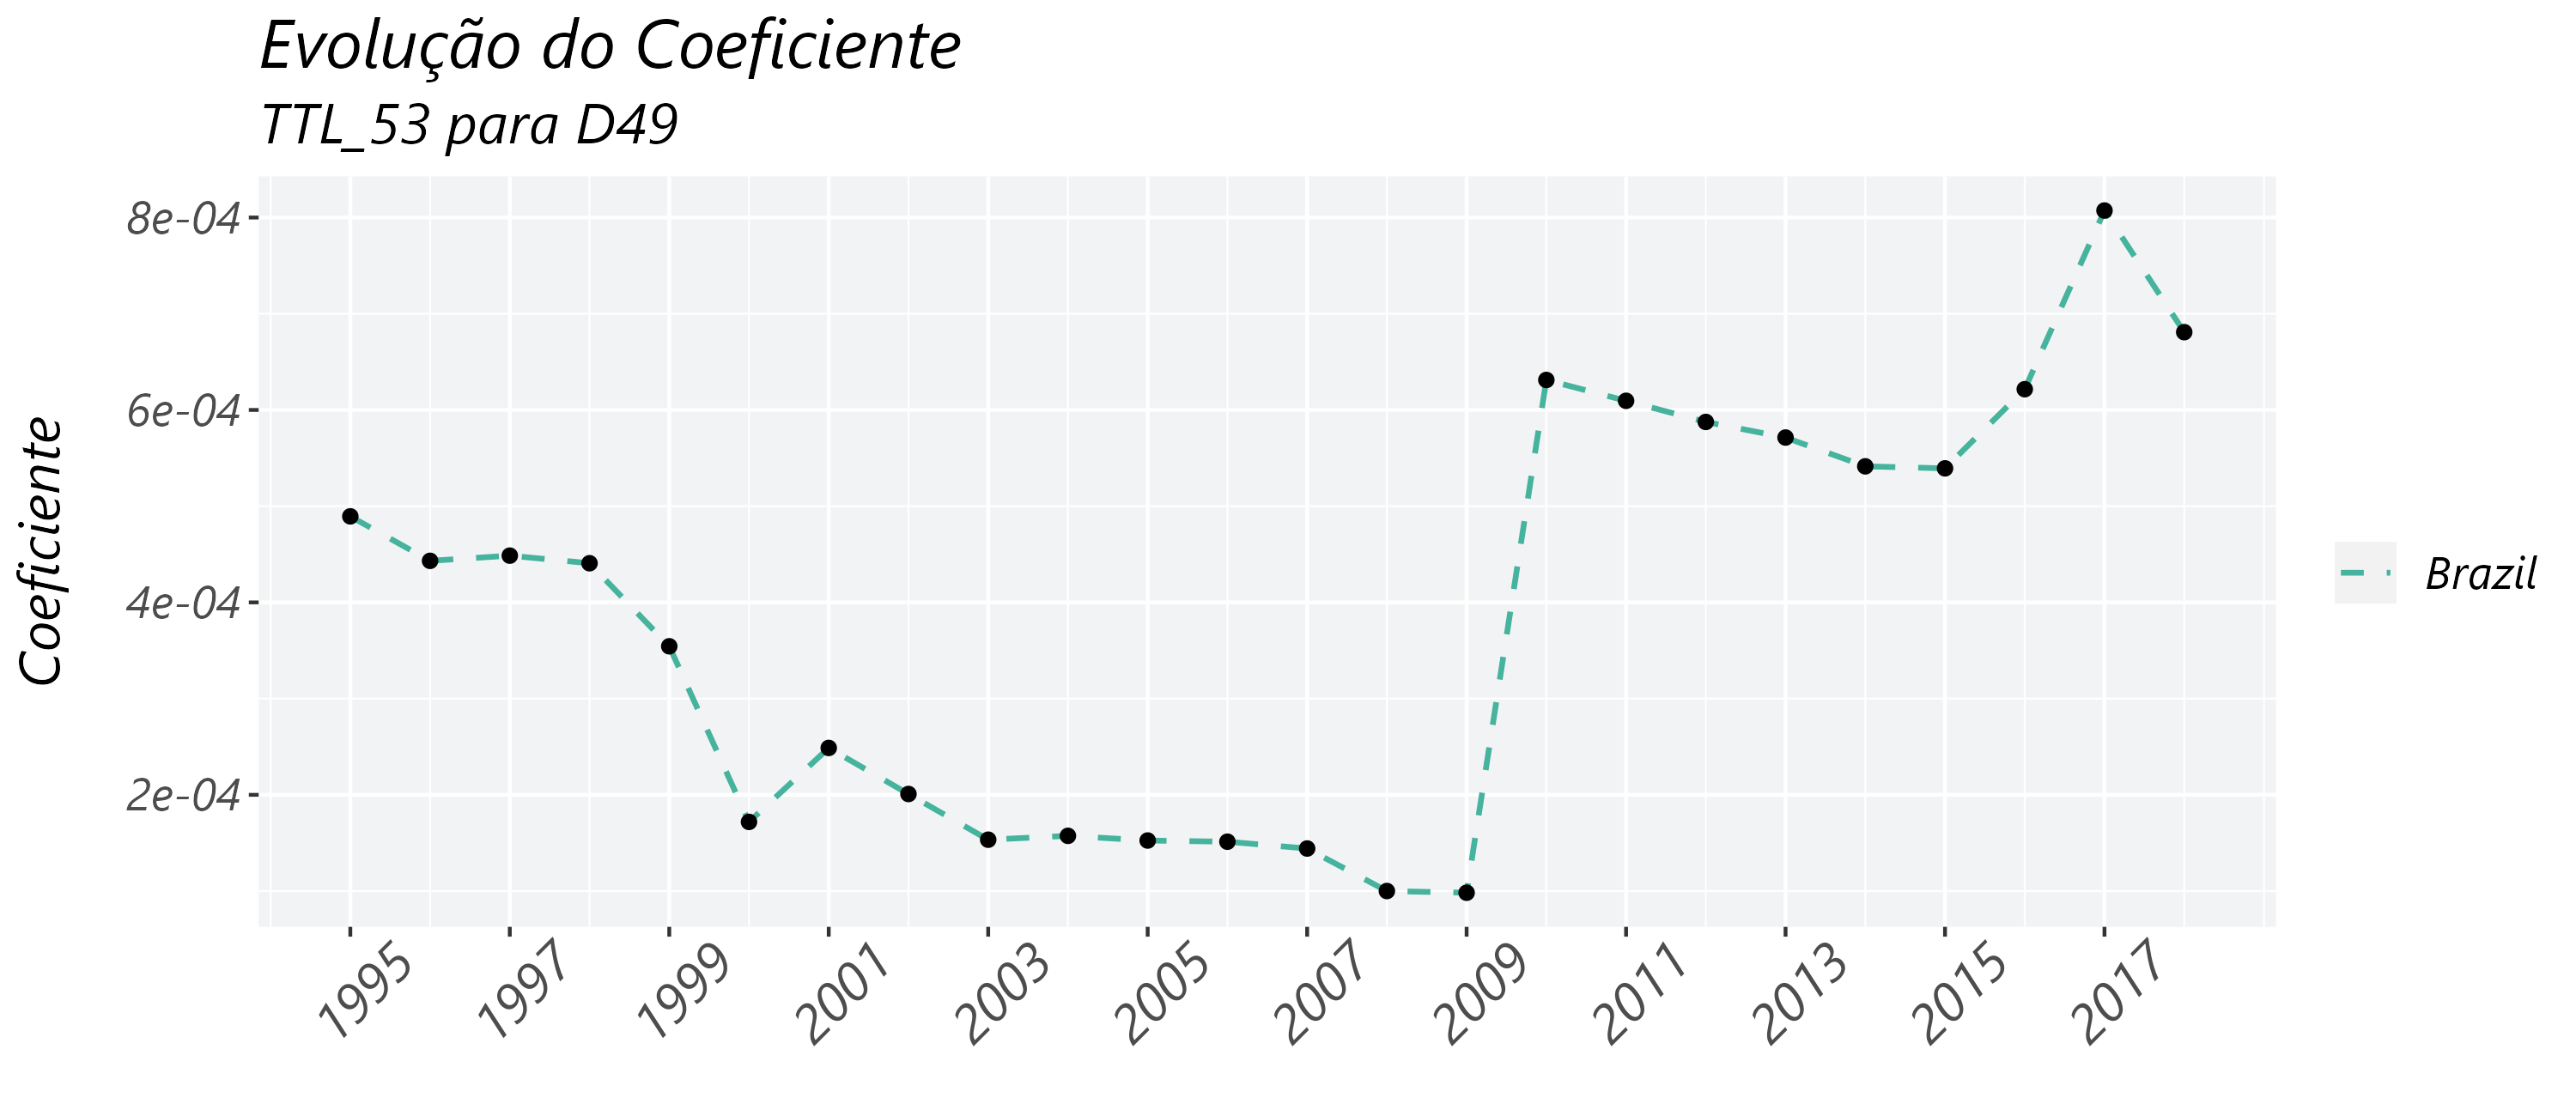 Evolução do Coeficiente
TTL_53 para D49
Coeficiente
8e-04
6e-04
4e-04
2e-04
1995
1997
1999
2001
2003
2005
2007
2009
2011
2013
2015
2017
Brazil